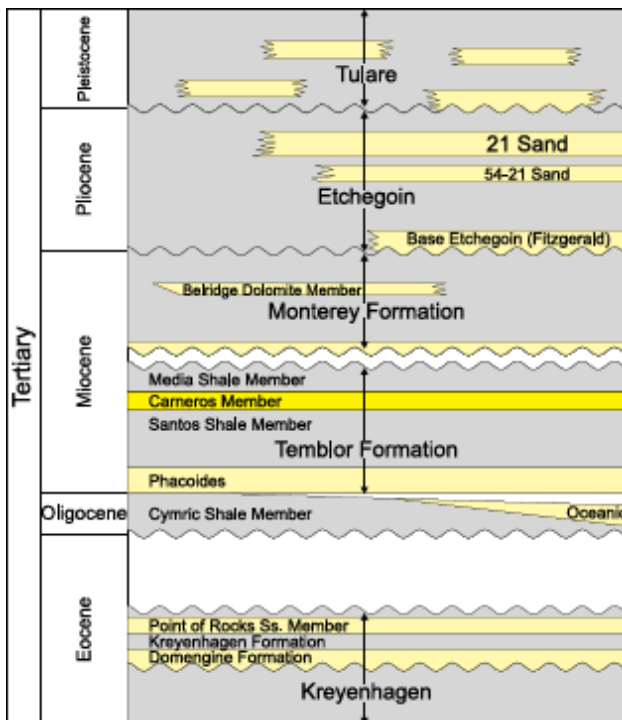 Tertiary
Pleistocene
Tulare
Pliocene
21 Sand
54-21 Sand
Etchegoin
Base Etchegoin (Fitzgerald)
Miocene
Belridge Dolomite Member
Monterey Formation
Media Shale Member
Carneros Member
Santos Shale Member
Temblor Formation
Phacoides
Oligocene
Cymric Shale Member
Oceanic
Eocene
Point of Rocks Ss. Member
Kreyenhagen Formation
Domengine Formation
Kreyenhagen